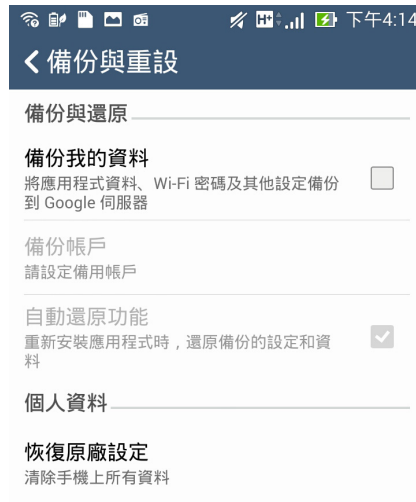 H+ 下午4:14
備份與重設
備份與還原
備份我的資料
將應用程式資料、Wi-Fi 密碼及其他設定備份
到 Google 伺服器
備份帳戶
請設定備用帳戶
自動還原功能
重新安裝應用程式時，還原備份的設定和資
料
個人資料
恢復原廠設定
清除手機上所有資料